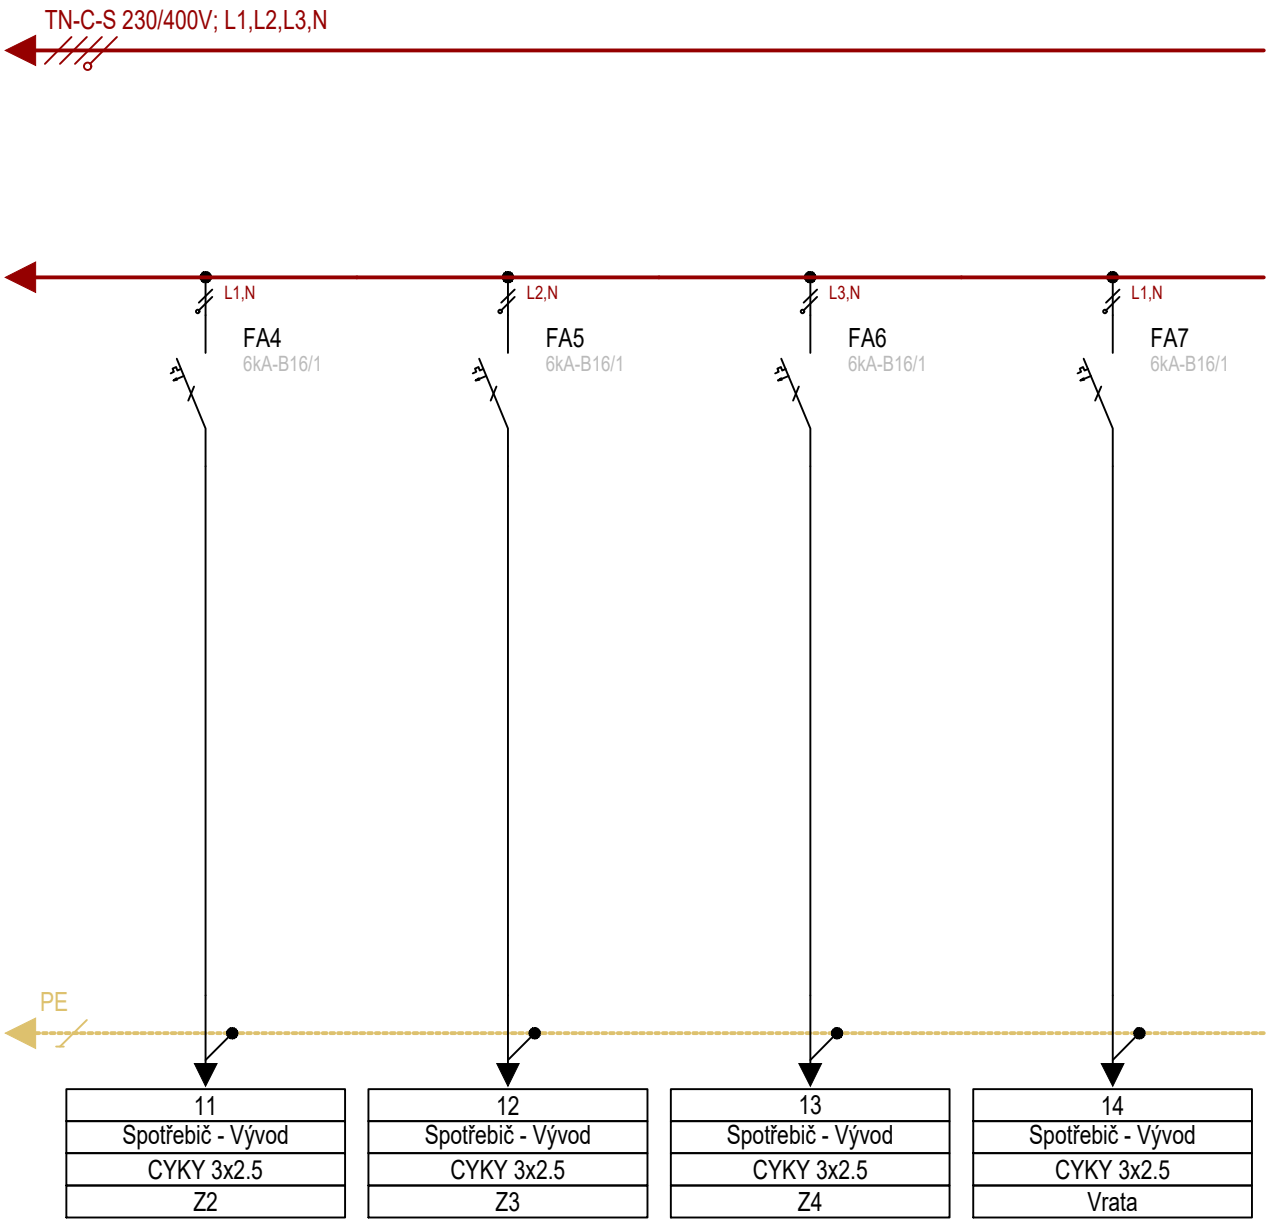 TN-C-S 230/400V; L1,L2,L3,N
L1,N
L2,N
L3,N
L1,N
FA4
6kA-B16/1
FA5
6kA-B16/1
FA6
6kA-B16/1
FA7
6kA-B16/1
PE
11
Spotřebič - Vývod
CYKY 3x2.5
Z2
12
Spotřebič - Vývod
CYKY 3x2.5
Z3
13
Spotřebič - Vývod
CYKY 3x2.5
Z4
14
Spotřebič - Vývod
CYKY 3x2.5
Vrata